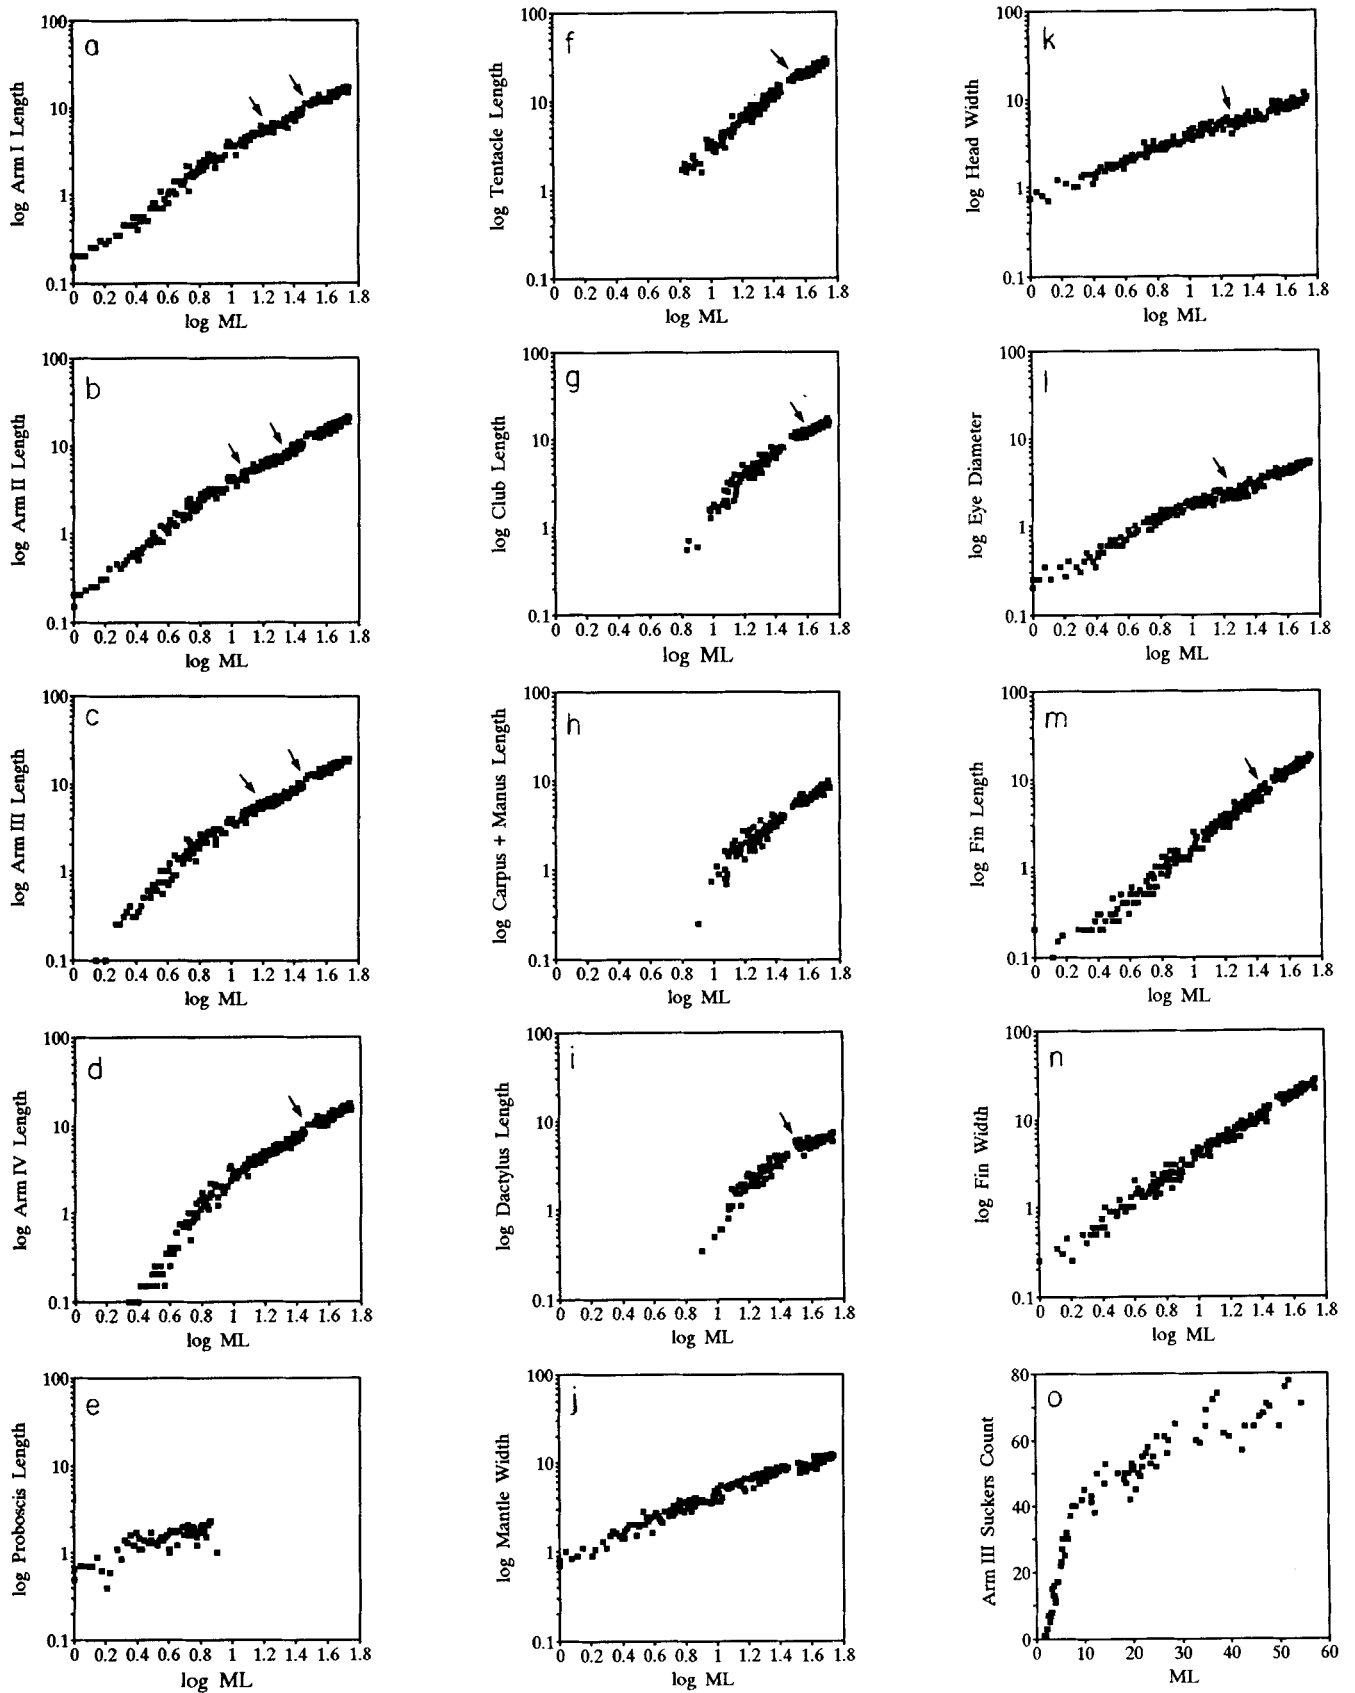 a
log Arm I Length
100
10
1
0.1
0 0.2 0.4 0.6 0.8 1 1.2 1.4 1.6 1.8
log ML
f
log Tentacle Length
100
10
1
0.1
0 0.2 0.4 0.6 0.8 1 1.2 1.4 1.6 1.8
log ML
k
log Head Width
100
10
1
0.1
0 0.2 0.4 0.6 0.8 1 1.2 1.4 1.6 1.8
log ML
b
log Arm II Length
100
10
1
0.1
0 0.2 0.4 0.6 0.8 1 1.2 1.4 1.6 1.8
log ML
g
log Club Length
100
10
1
0.1
0 0.2 0.4 0.6 0.8 1 1.2 1.4 1.6 1.8
log ML
l
log Eye Diameter
100
10
1
0.1
0 0.2 0.4 0.6 0.8 1 1.2 1.4 1.6 1.8
log ML
c
log Arm III Length
100
10
1
0.1
0 0.2 0.4 0.6 0.8 1 1.2 1.4 1.6 1.8
log ML
h
log Carpus + Manus Length
100
10
1
0.1
0 0.2 0.4 0.6 0.8 1 1.2 1.4 1.6 1.8
log ML
m
log Fin Length
100
10
1
0.1
0 0.2 0.4 0.6 0.8 1 1.2 1.4 1.6 1.8
log ML
d
log Arm IV Length
100
10
1
0.1
0 0.2 0.4 0.6 0.8 1 1.2 1.4 1.6 1.8
log ML
i
log Dactylus Length
100
10
1
0.1
0 0.2 0.4 0.6 0.8 1 1.2 1.4 1.6 1.8
log ML
n
log Fin Width
100
10
1
0.1
0 0.2 0.4 0.6 0.8 1 1.2 1.4 1.6 1.8
log ML
e
log Proboscis Length
100
10
1
0.1
0 0.2 0.4 0.6 0.8 1 1.2 1.4 1.6 1.8
log ML
j
log Mantle Width
100
10
1
0.1
0 0.2 0.4 0.6 0.8 1 1.2 1.4 1.6 1.8
log ML
o
Arm III Suckers Count
80
60
40
20
0
0 10 20 30 40 50 60
ML